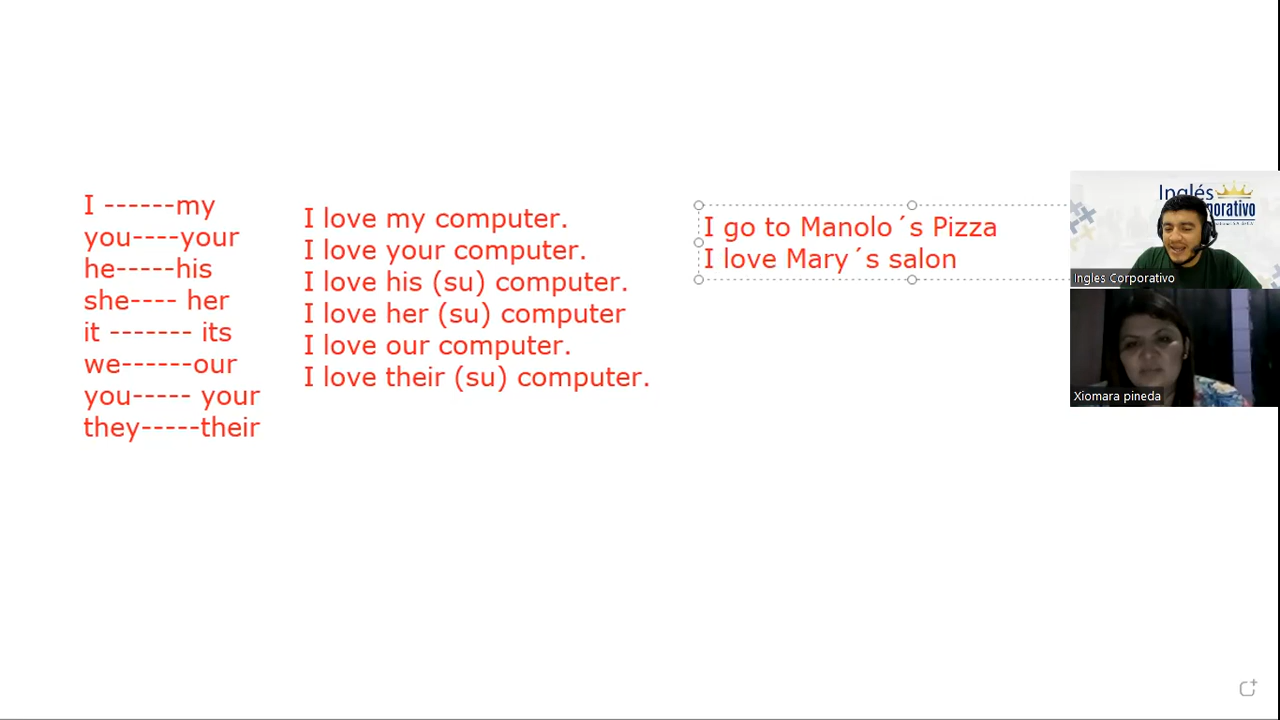 I ------my
you----your
he-----his
she---- her
it ------- its
we------our
you----- your
they-----their
I love my computer.
I love your computer.
I love his (su) computer.
I love her (su) computer
I love our computer.
I love their (su) computer.
I go to Manolo´s Pizza
I love Mary´s salon
Inglés
Ingles Corporativo
Xiomara pineda